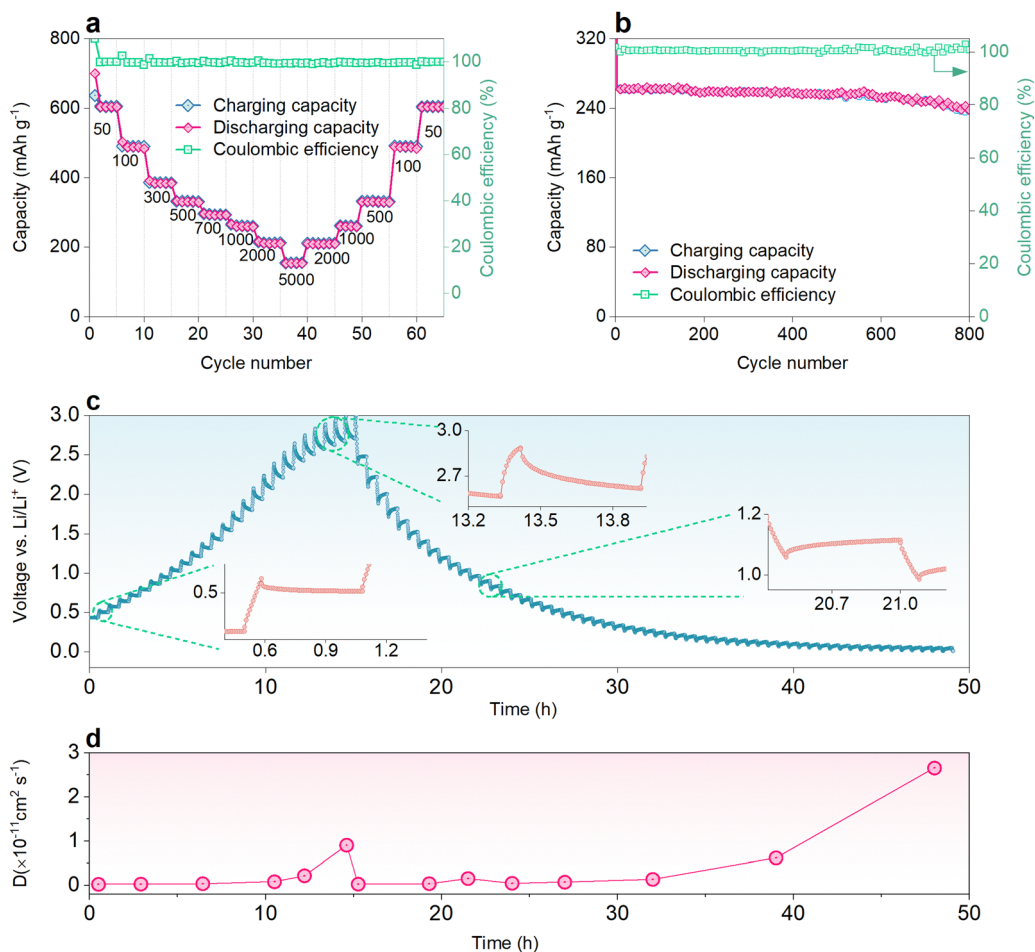 a
800
600
400
200
0
Capacity (mAh g⁻¹)
100
80
60
40
20
0
Coulombic efficiency (%)
Charging capacity
Discharging capacity
Coulombic efficiency
50
100
300
500
700
1000
2000
5000
2000
1000
500
100
50
0 10 20 30 40 50 60
Cycle number
b
320
240
160
80
0
Capacity (mAh g⁻¹)
100
80
60
40
20
0
Coulombic efficiency (%)
Charging capacity
Discharging capacity
Coulombic efficiency
0 200 400 600 800
Cycle number
c
3.0
2.5
2.0
1.5
1.0
0.5
0.0
Voltage vs. Li/Li⁺ (V)
3.0
2.7
13.2 13.5 13.8
1.2
1.0
20.7 21.0
0.5
0.6 0.9 1.2
0 10 20 30 40 50
Time (h)
d
3
2
1
0
D(×10⁻¹¹cm² s⁻¹)
0 10 20 30 40 50
Time (h)